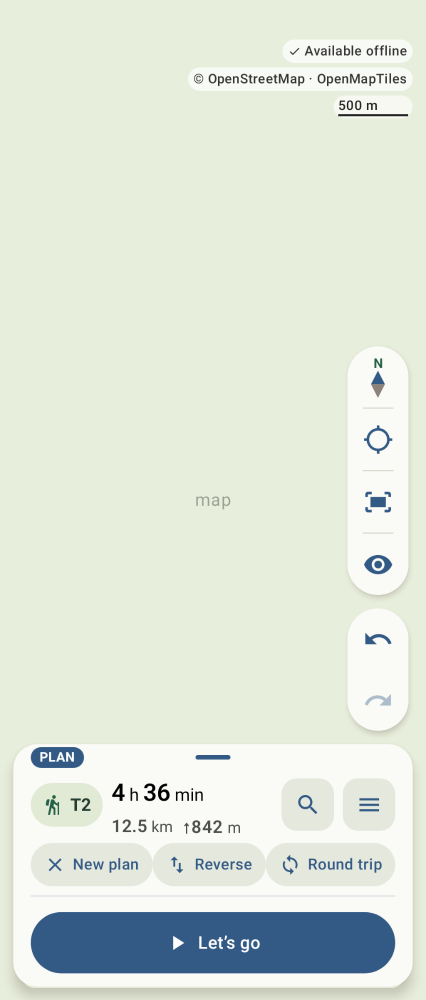 Available offline
© OpenStreetMap · OpenMapTiles
500 m
N
map
PLAN
T2
4 h 36 min
12.5 km ↑842 m
New plan
Reverse
Round trip
Let’s go